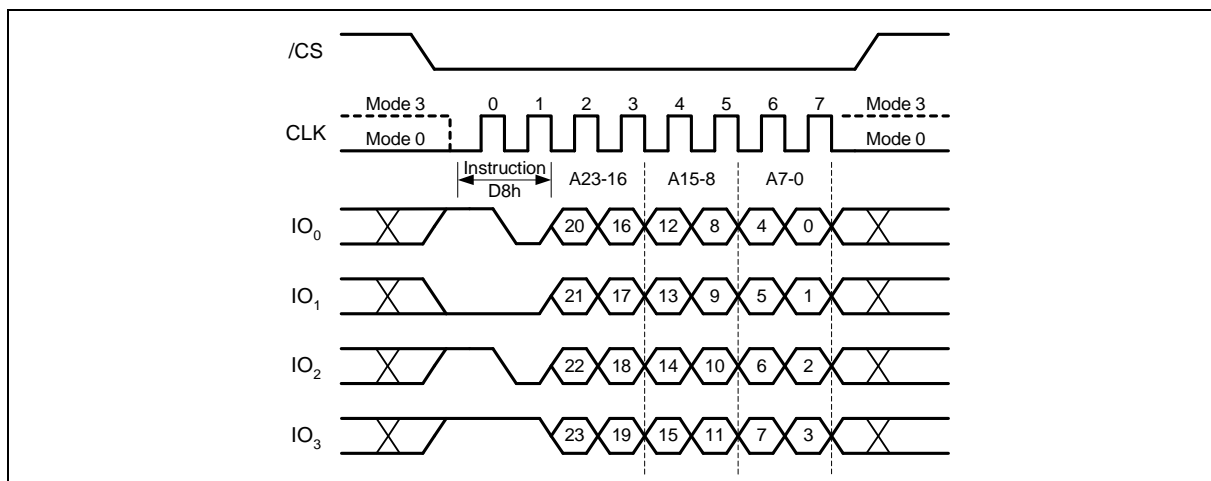 /CS
Mode 3 0 1 2 3 4 5 6 7 Mode 3
CLK Mode 0 Mode 0
Instruction
D8h A23-16 A15-8 A7-0
IO0 20 16 12 8 4 0
IO1 21 17 13 9 5 1
IO2 22 18 14 10 6 2
IO3 23 19 15 11 7 3